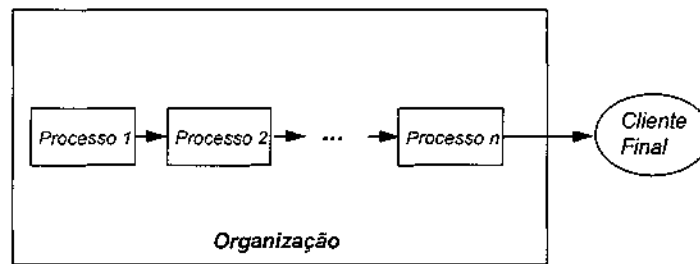 Processo 1
Processo 2
...
Processo n
Cliente
Final
Organização